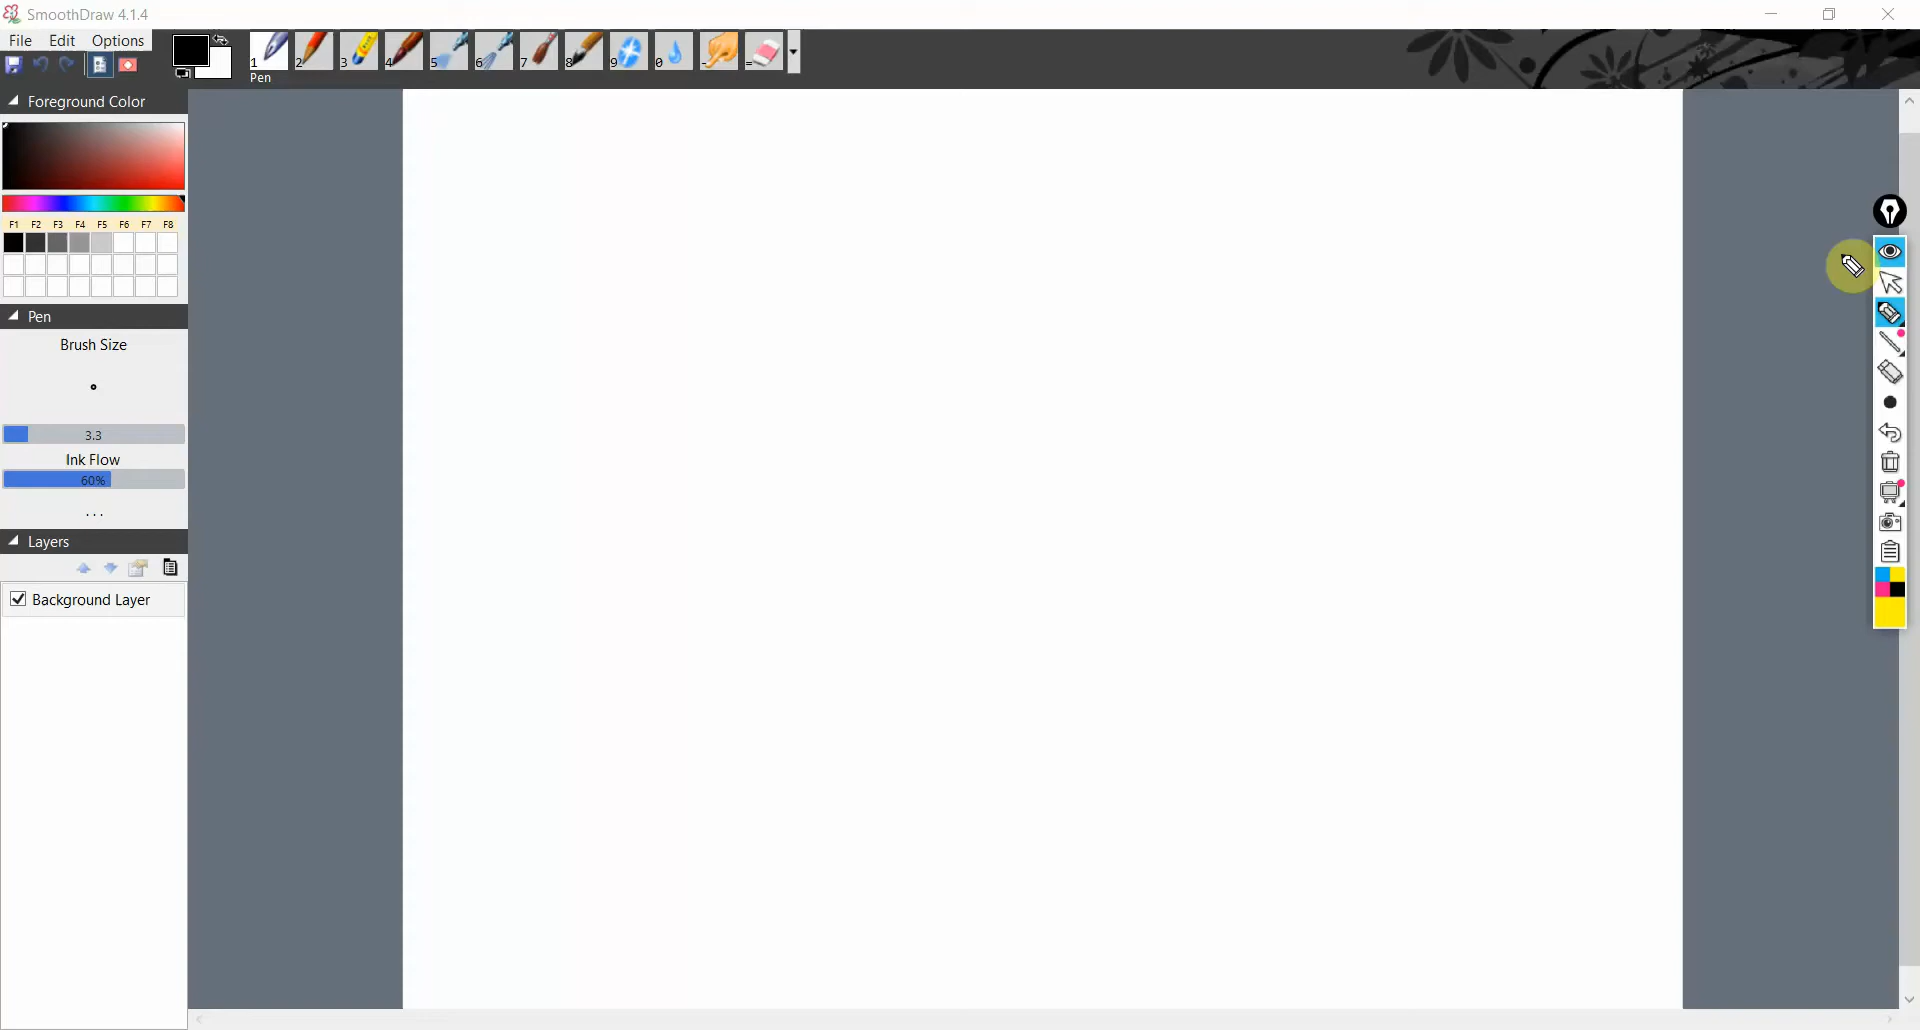 SmoothDraw 4.1.4
File Edit Options
1 2 3 4 5 6 7 8 9 0 - =
Pen
Foreground Color
F1 F2 F3 F4 F5 F6 F7 F8
Pen
Brush Size
3.3
Ink Flow
60%
...
Layers
Background Layer